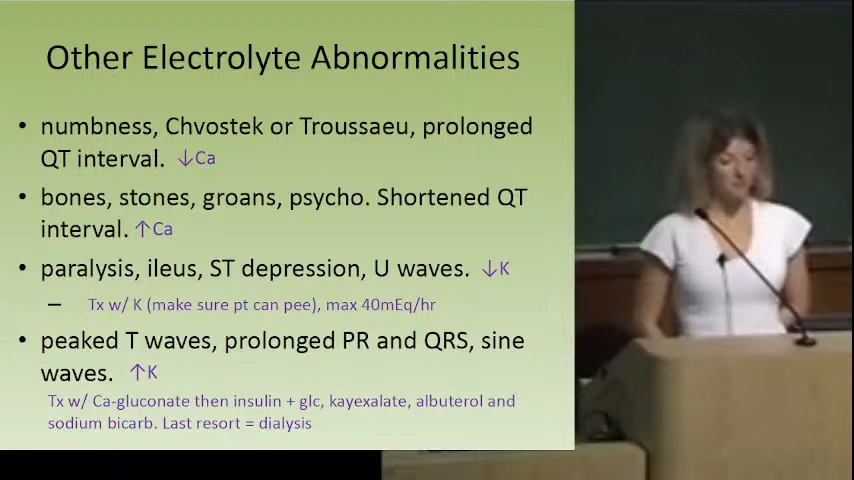 Other Electrolyte Abnormalities
• numbness, Chvostek or Troussaeu, prolonged
QT interval. ↓Ca
• bones, stones, groans, psycho. Shortened QT
interval. ↑Ca
• paralysis, ileus, ST depression, U waves. ↓K
– Tx w/ K (make sure pt can pee), max 40mEq/hr
• peaked T waves, prolonged PR and QRS, sine
waves. ↑K
Tx w/ Ca-gluconate then insulin + glc, kayexalate, albuterol and
sodium bicarb. Last resort = dialysis